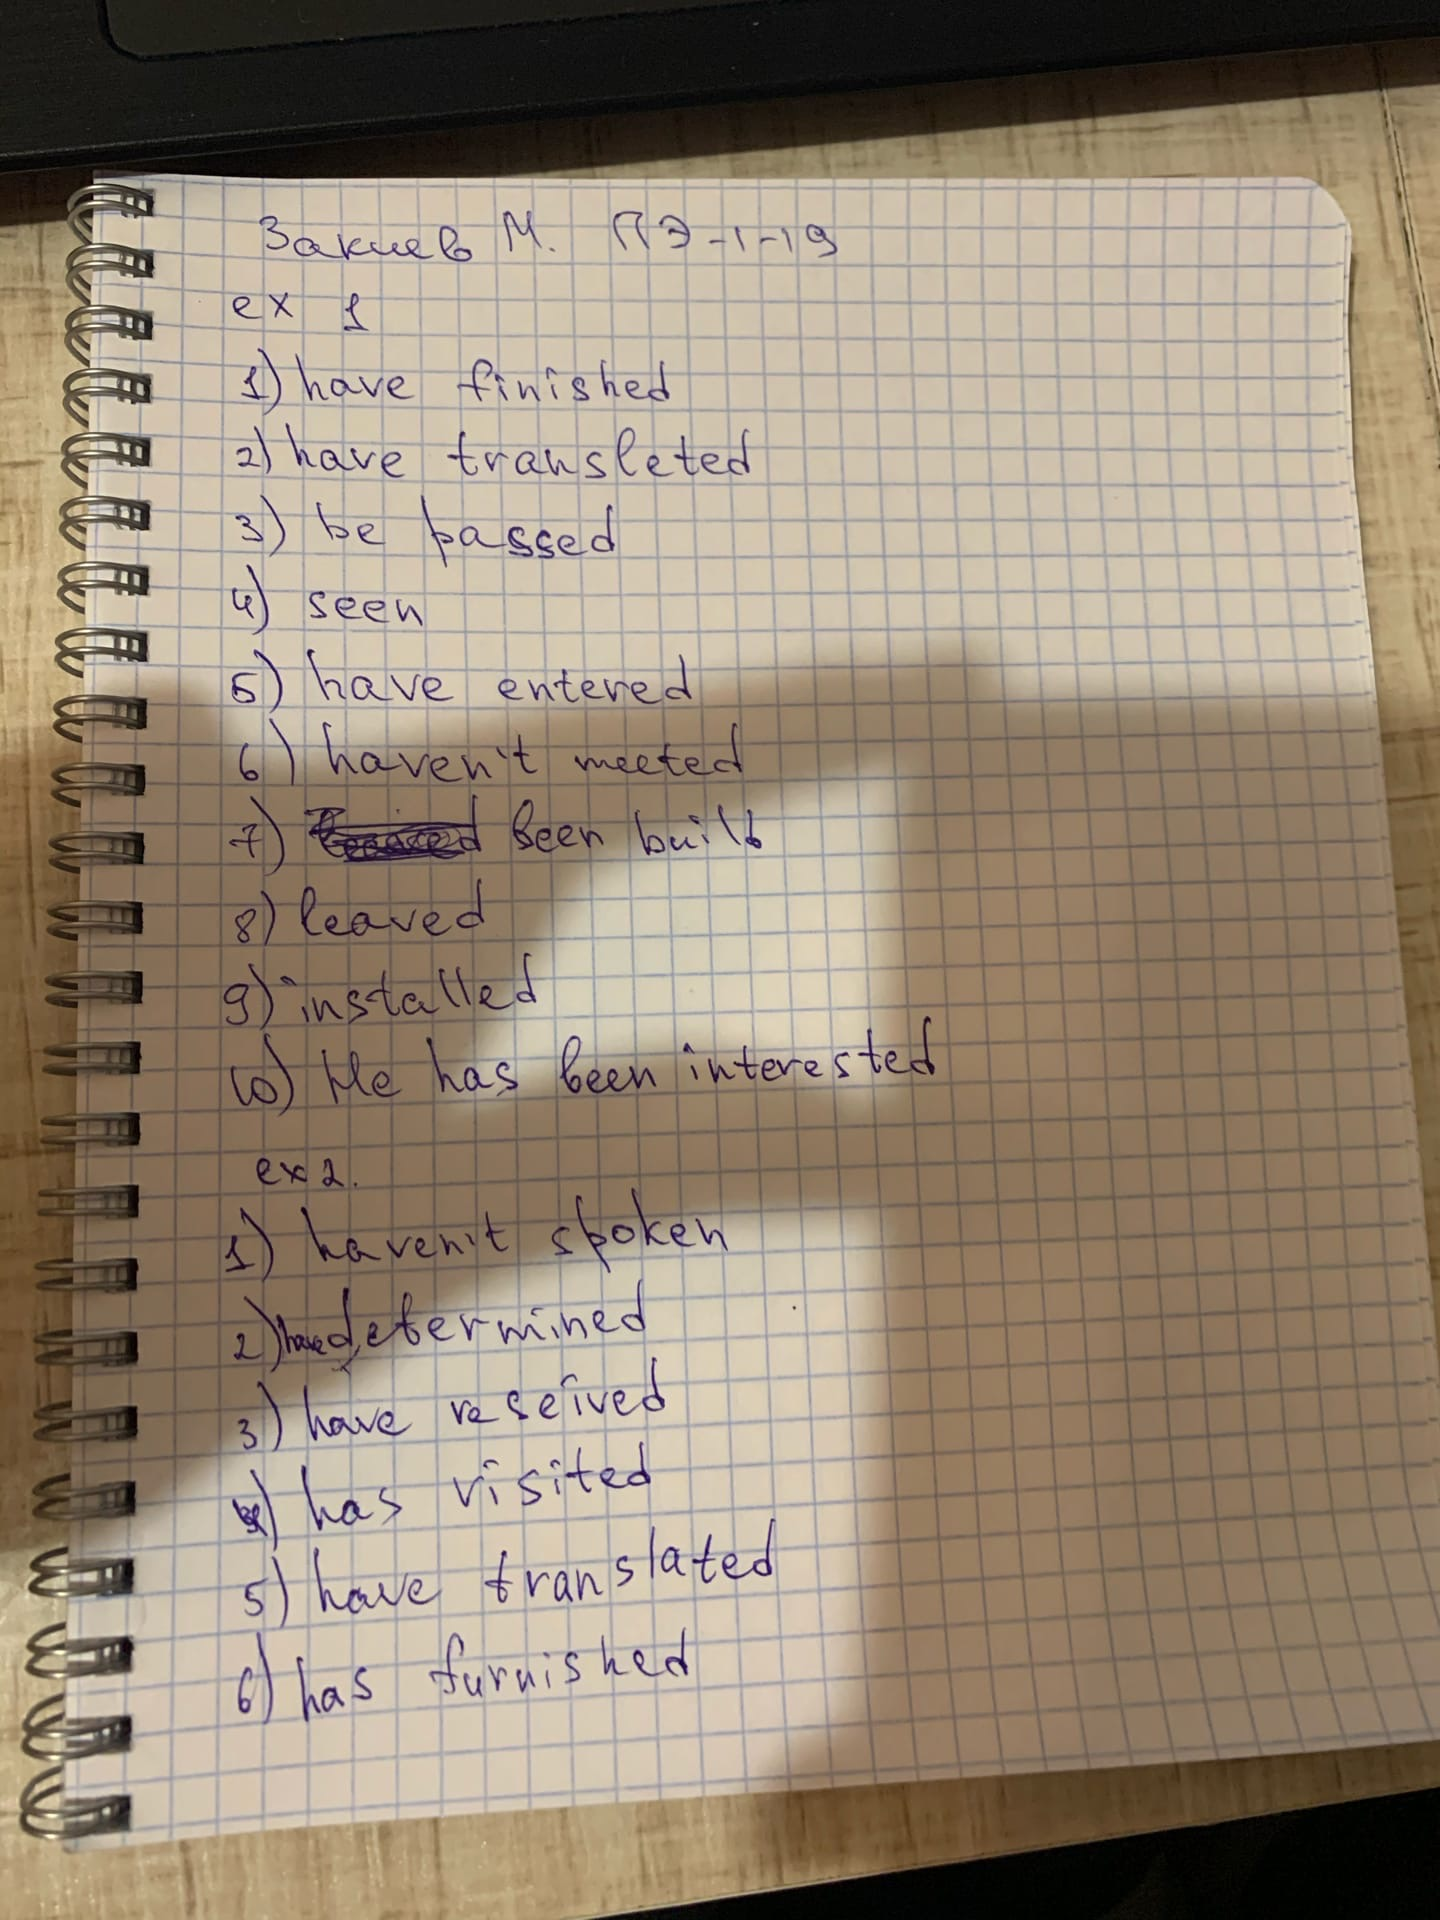 Закиев М. ПЭ-1-19
ex 1
1) have finished
2) have transleted
3) be passed
4) seen
5) have entered
6) haven't meeted
7) been built
8) leaved
9) installed
10) He has been interested
ex 2.
1) haven't spoken
2) have determined
3) have reseived
4) has visited
5) have translated
6) has furnished